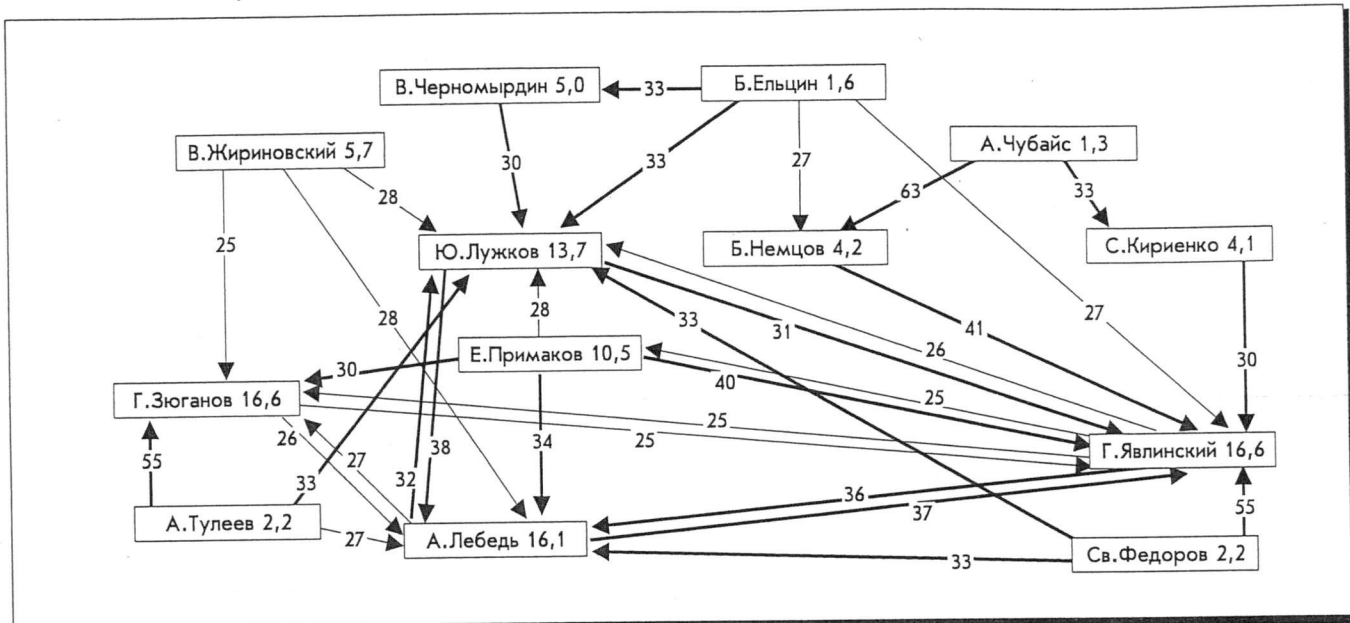 В.Черномырдин 5,0
33
Б.Ельцин 1,6
В.Жириновский 5,7
А.Чубайс 1,3
30
33
27
63
33
28
25
Ю.Лужков 13,7
Б.Немцов 4,2
С.Кириенко 4,1
28
28
33
31
26
41
27
30
Е.Примаков 10,5
30
40
25
Г.Зюганов 16,6
25
25
26
27
38
34
Г.Явлинский 16,6
55
33
32
36
37
55
А.Тулеев 2,2
27
А.Лебедь 16,1
33
Св.Федоров 2,2